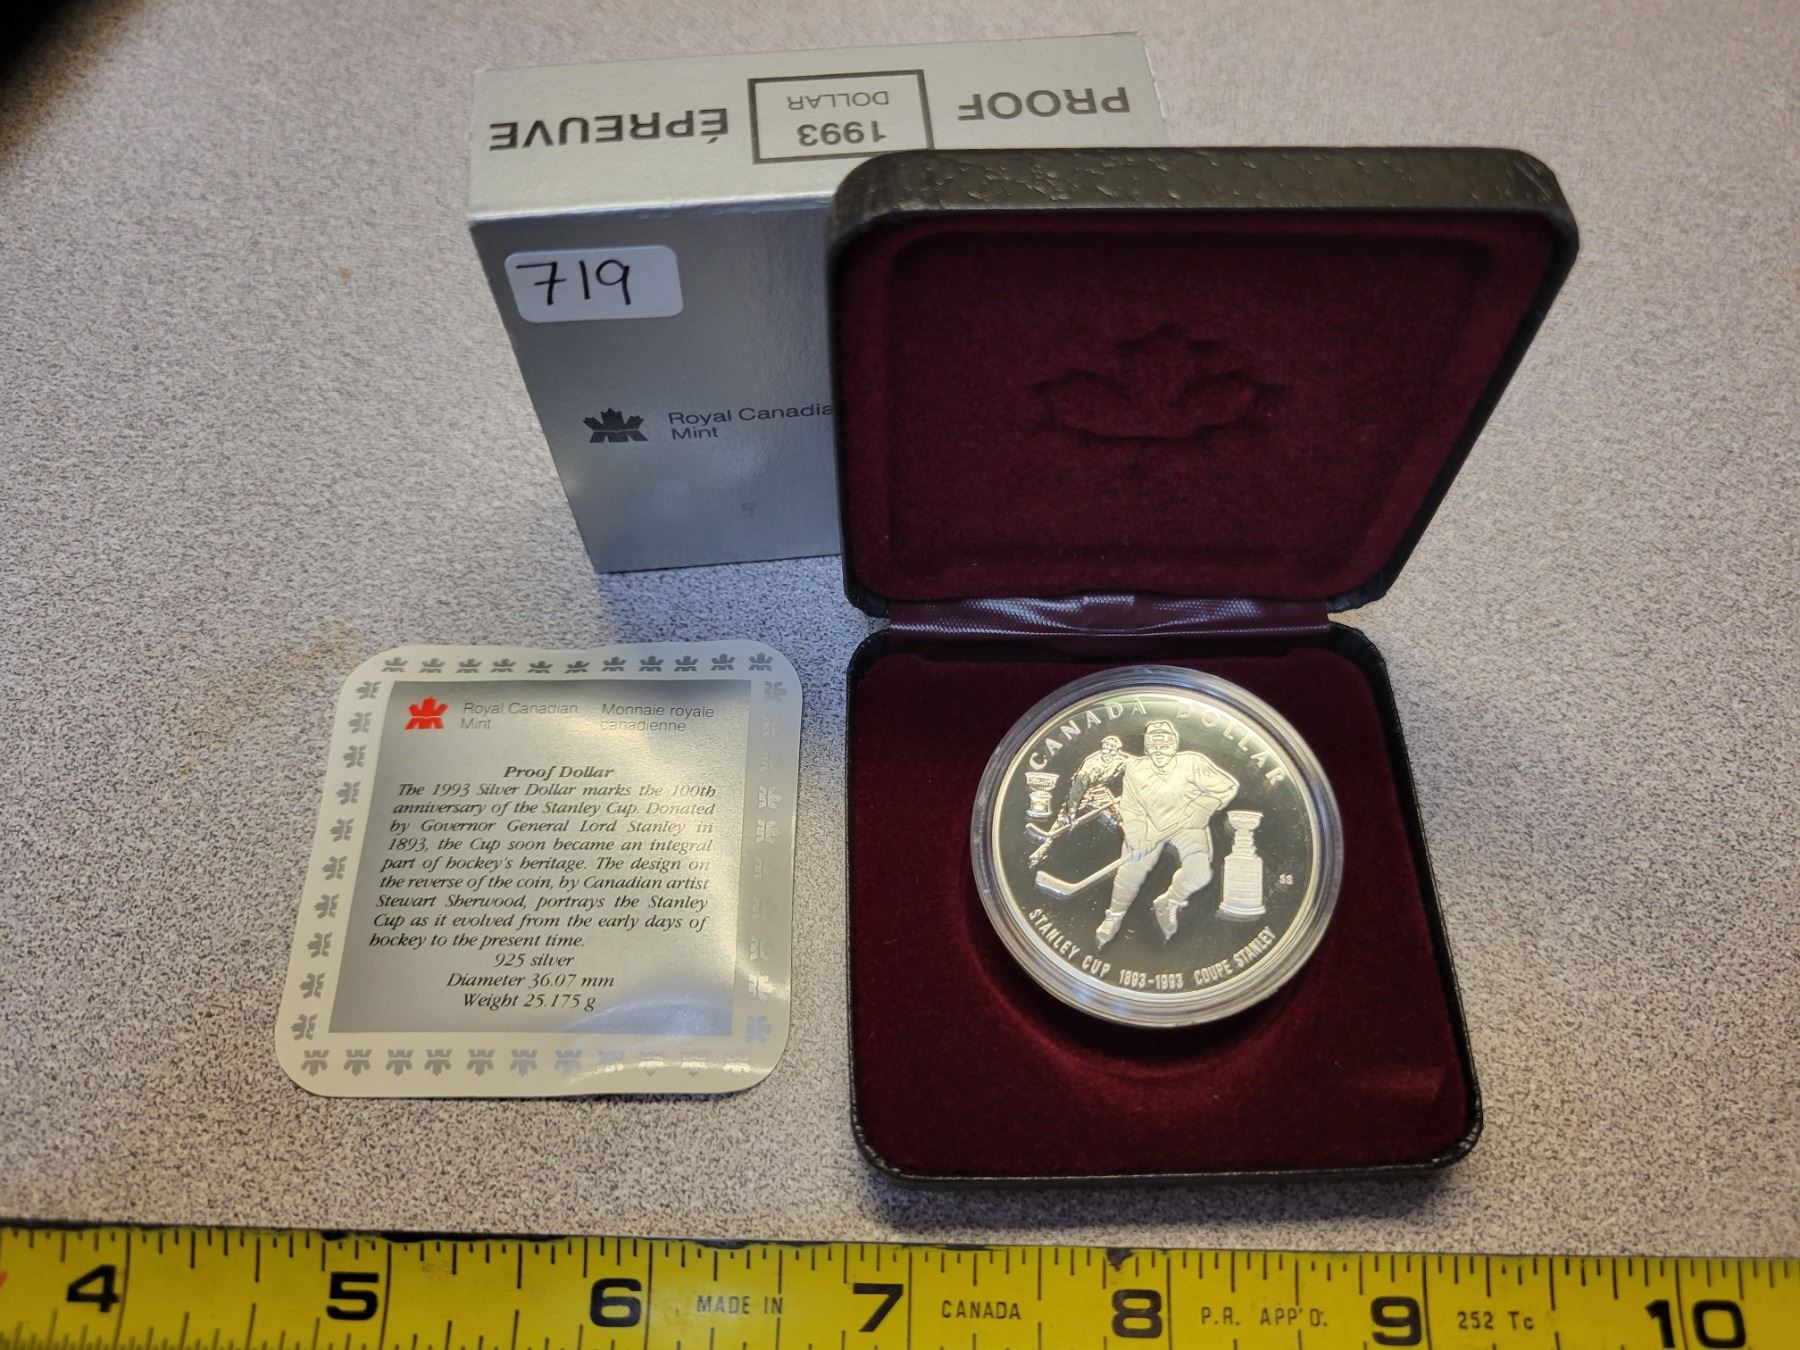 PROOF
1993
DOLLAR
ÉPREUVE
719
Royal Canadia
Mint
Royal Canadian
Mint
Monnaie royale
canadienne
Proof Dollar
The 1993 Silver Dollar marks the 100th
anniversary of the Stanley Cup. Donated
by Governor General Lord Stanley in
1893, the Cup soon became an integral
part of hockey's heritage. The design on
the reverse of the coin, by Canadian artist
Stewart Sherwood, portrays the Stanley
Cup as it evolved from the early days of
hockey to the present time.
925 silver
Diameter 36.07 mm
Weight 25.175 g
CANADA DOLLAR
SS
STANLEY CUP 1893-1993 COUPE STANLEY
4 5 6 MADE IN 7 CANADA 8 P.R. APP'D. 9 252 Tc 10